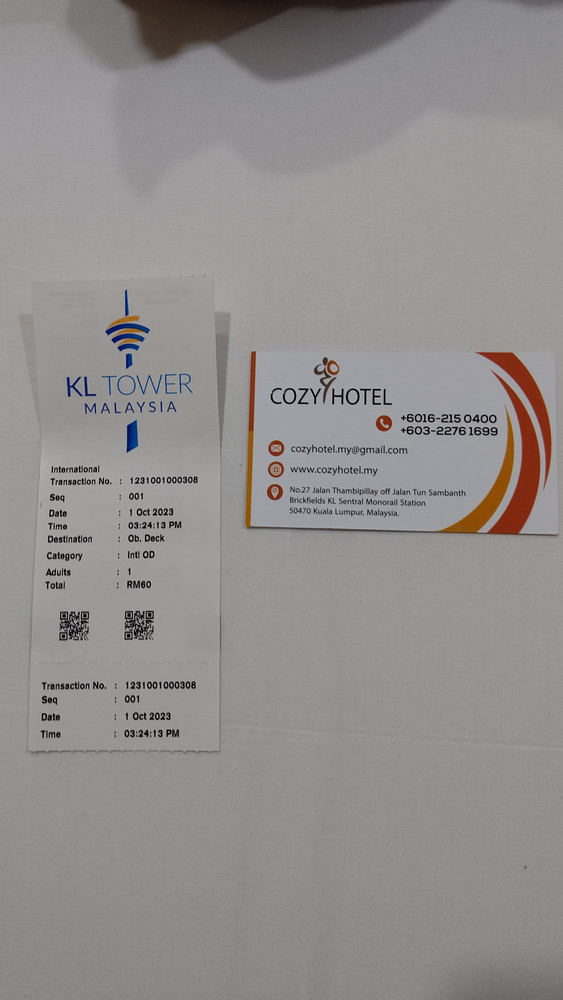 KL TOWER
MALAYSIA
International
Transaction No. : 1231001000308
Seq : 001
Date : 1 Oct 2023
Time : 03:24:13 PM
Destination : Ob. Deck
Category : Intl OD
Adults : 1
Total : RM60
Transaction No. : 1231001000308
Seq : 001
Date : 1 Oct 2023
Time : 03:24:13 PM
COZY HOTEL
+6016-215 0400
+603-2276 1699
cozyhotel.my@gmail.com
www.cozyhotel.my
No.27 Jalan Thambipillay off Jalan Tun Sambanth
Brickfields KL Sentral Monorail Station
50470 Kuala Lumpur, Malaysia.